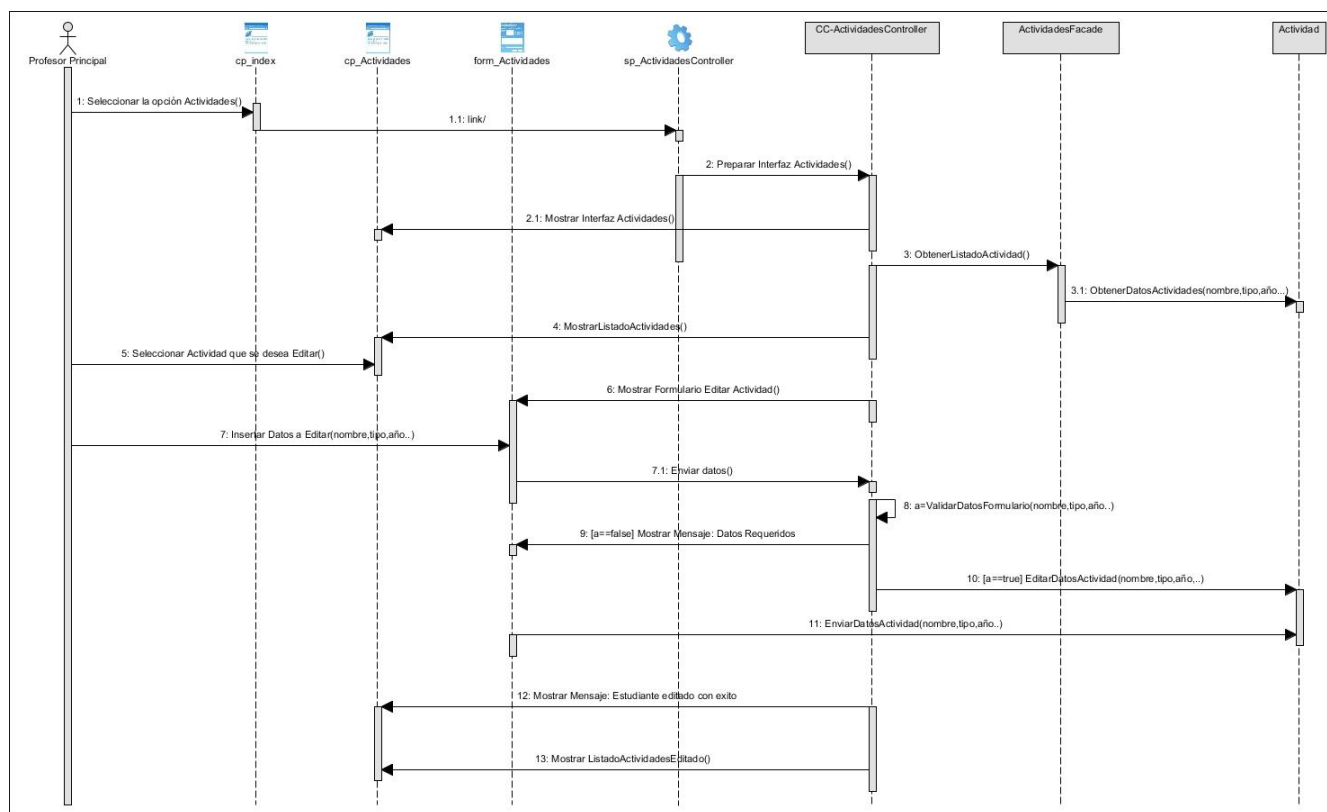 Profesor Principal
cp_index
cp_Actividades
form_Actividades
sp_ActividadesController
CC-ActividadesController
ActividadesFacade
Actividad
1: Seleccionar la opción Actividades()
1.1: link/
2: Preparar Interfaz Actividades()
2.1: Mostrar Interfaz Actividades()
3: ObtenerListadoActividad()
3.1: ObtenerDatosActividades(nombre,tipo,año...)
4: MostrarListadoActividades()
5: Seleccionar Actividad que se desea Editar()
6: Mostrar Formulario Editar Actividad()
7: Insertar Datos a Editar(nombre,tipo,año..)
7.1: Enviar datos()
8: a=ValidarDatosFormulario(nombre,tipo,año..)
9: [a==false] Mostrar Mensaje: Datos Requeridos
10: [a==true] EditarDatosActividad(nombre,tipo,año,..)
11: EnviarDatosActividad(nombre,tipo,año..)
12: Mostrar Mensaje: Estudiante editado con exito
13: Mostrar ListadoActividadesEditado()